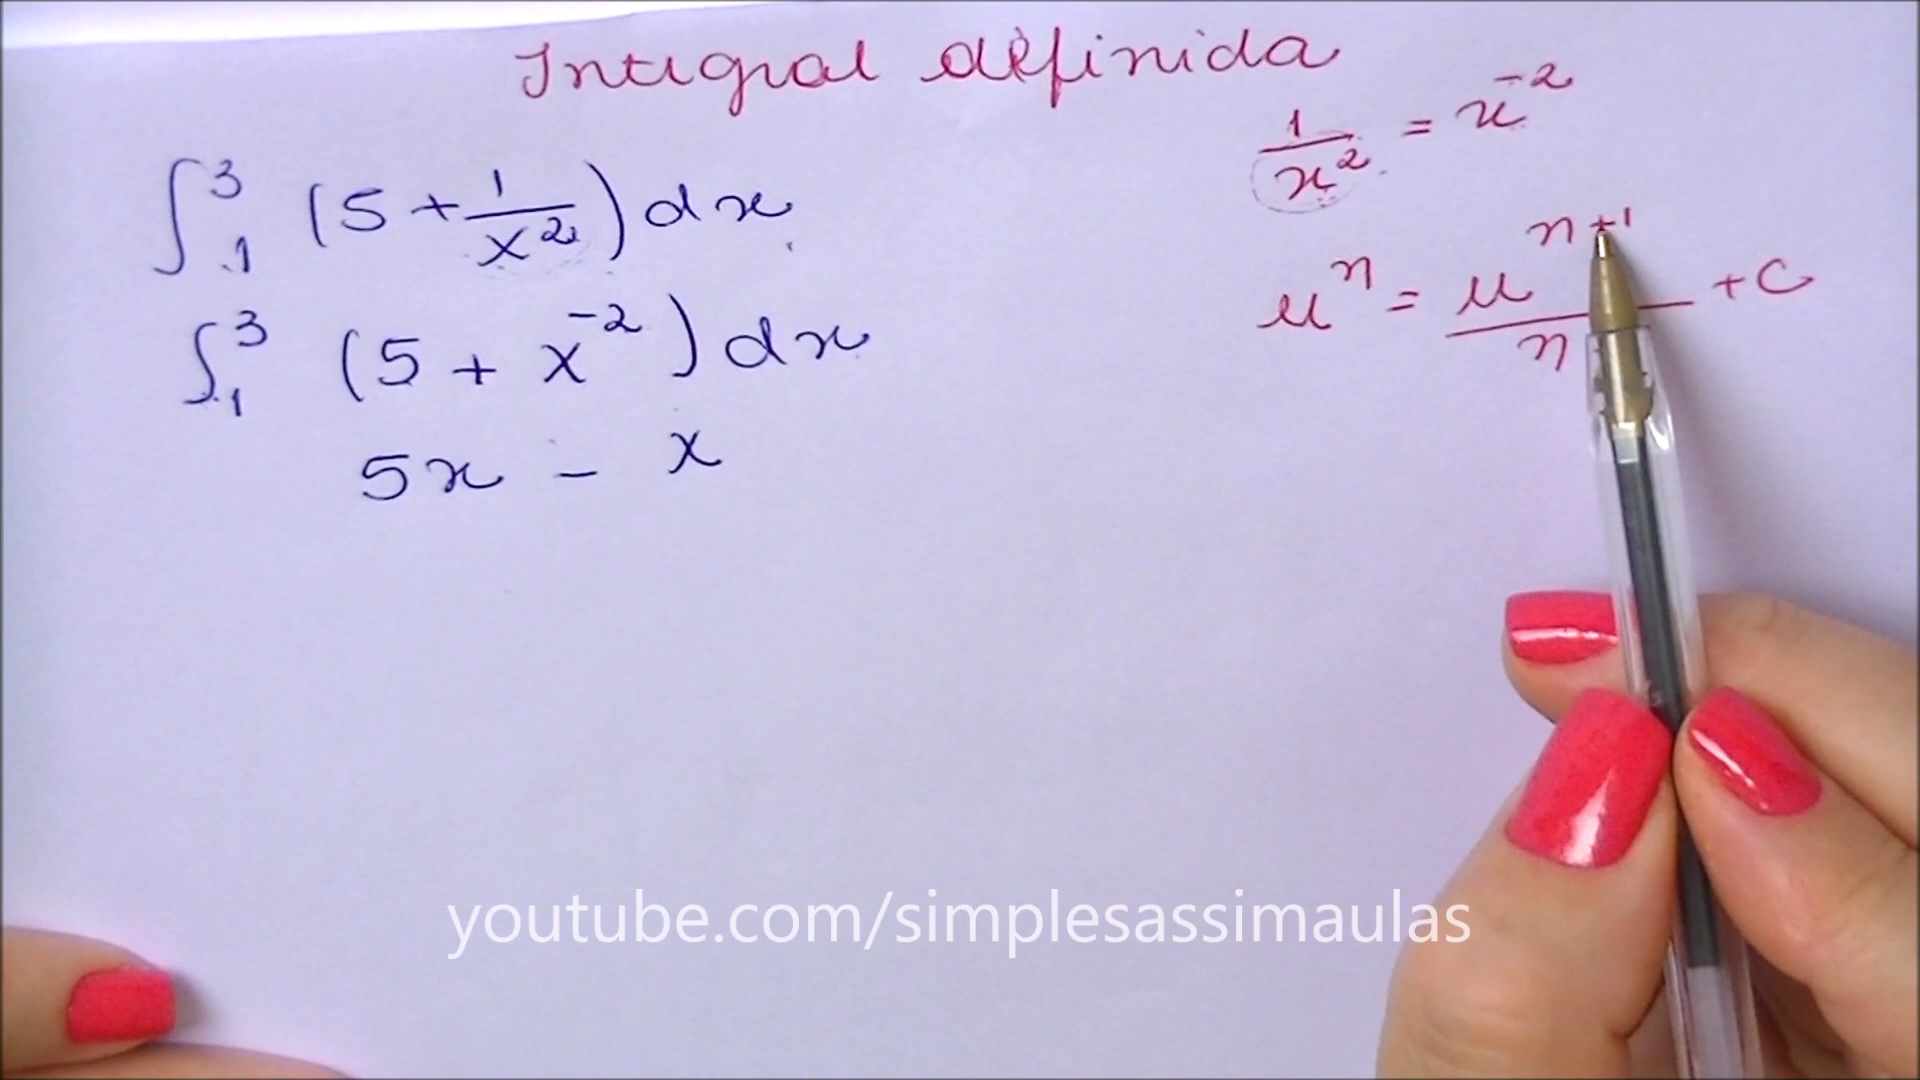 Integral definida
∫₁³ (5 + 1/x²) dx
∫₁³ (5 + x⁻²) dx
5x - x
1/x² = x⁻²
uⁿ = uⁿ⁺¹/n + C
youtube.com/simplesassimaulas